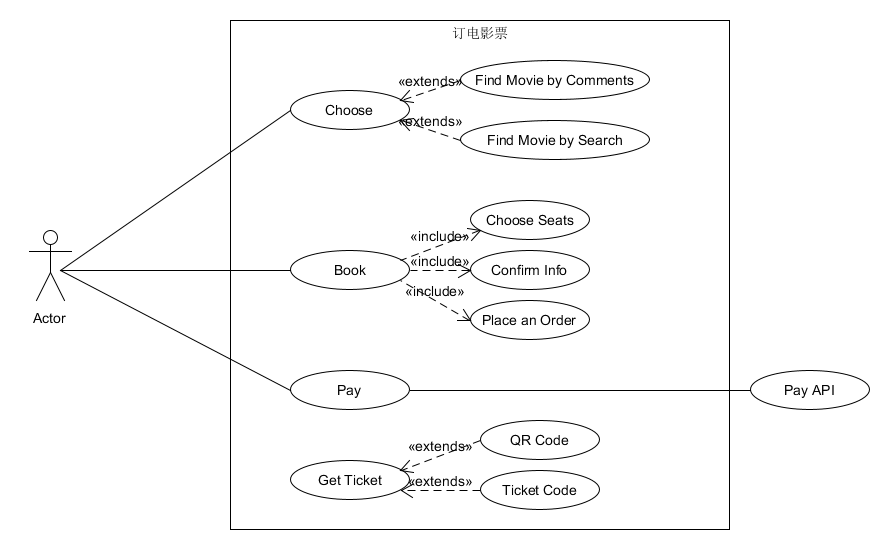 订电影票
«extends»
Find Movie by Comments
Choose
«extends»
Find Movie by Search
Choose Seats
«include»
Book
«include»
Confirm Info
«include»
Place an Order
Actor
Pay
Pay API
QR Code
«extends»
Get Ticket
«extends»
Ticket Code